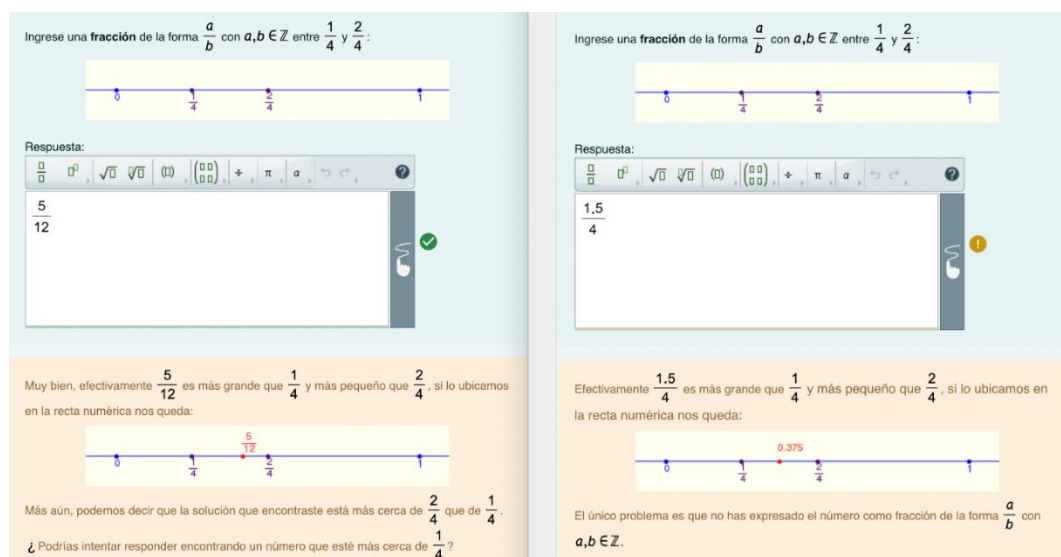 Ingrese una fracción de la forma a/b con a,b ∈ ℤ entre 1/4 y 2/4:
0 1/4 2/4 1
Respuesta:
÷ π α ?
5/12
Muy bien, efectivamente 5/12 es más grande que 1/4 y más pequeño que 2/4, si lo ubicamos
en la recta numérica nos queda:
5/12
0 1/4 2/4 1
Más aún, podemos decir que la solución que encontraste está más cerca de 2/4 que de 1/4.
¿ Podrías intentar responder encontrando un número que esté más cerca de 1/4?
Ingrese una fracción de la forma a/b con a,b ∈ ℤ entre 1/4 y 2/4:
0 1/4 2/4 1
Respuesta:
÷ π α ?
1.5/4
!
Efectivamente 1.5/4 es más grande que 1/4 y más pequeño que 2/4, si lo ubicamos en
la recta numérica nos queda:
0.375
0 1/4 2/4 1
El único problema es que no has expresado el número como fracción de la forma a/b con
a,b ∈ ℤ.